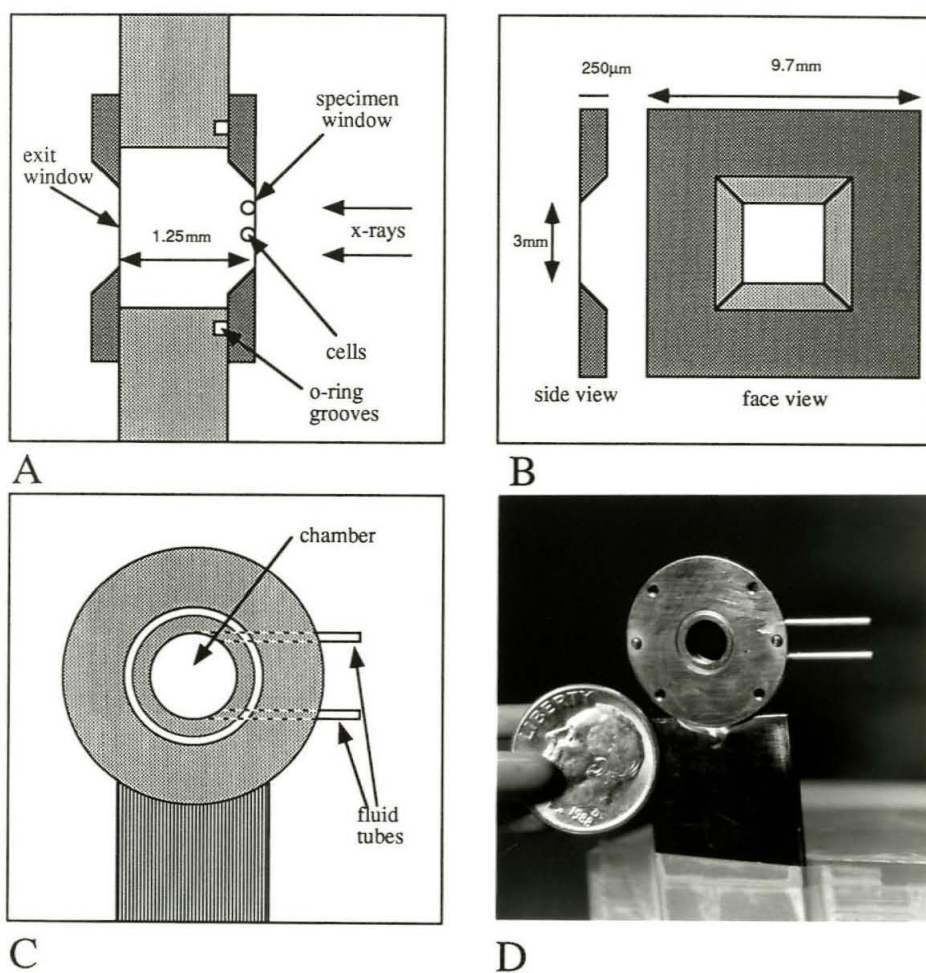 specimen
window
exit
window
1.25mm
x-rays
cells
o-ring
grooves
A
250µm
9.7mm
3mm
side view
face view
B
chamber
fluid
tubes
C
LIBERTY
1988
D
D